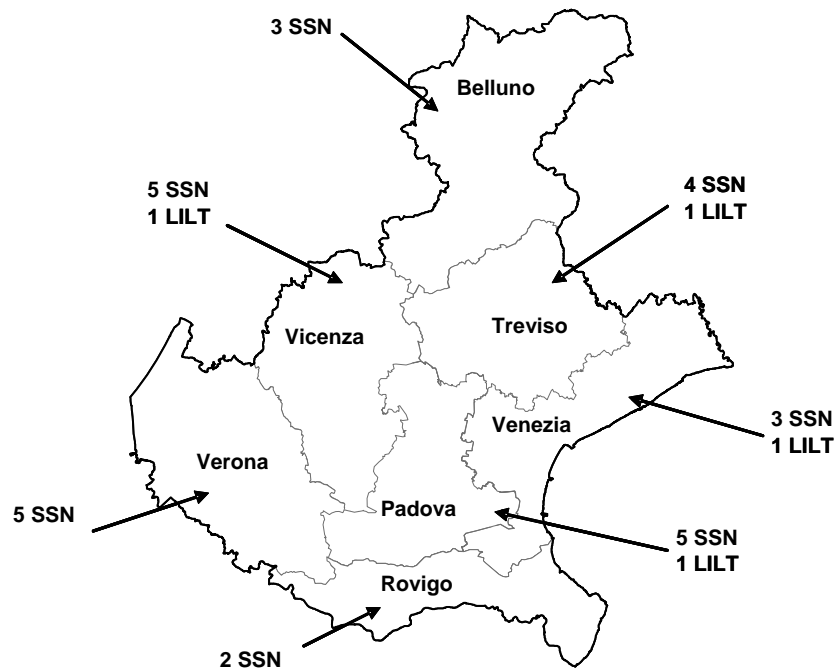 3 SSN
Belluno
5 SSN
1 LILT
4 SSN
1 LILT
Vicenza
Treviso
Venezia
3 SSN
1 LILT
Verona
5 SSN
Padova
5 SSN
1 LILT
Rovigo
2 SSN